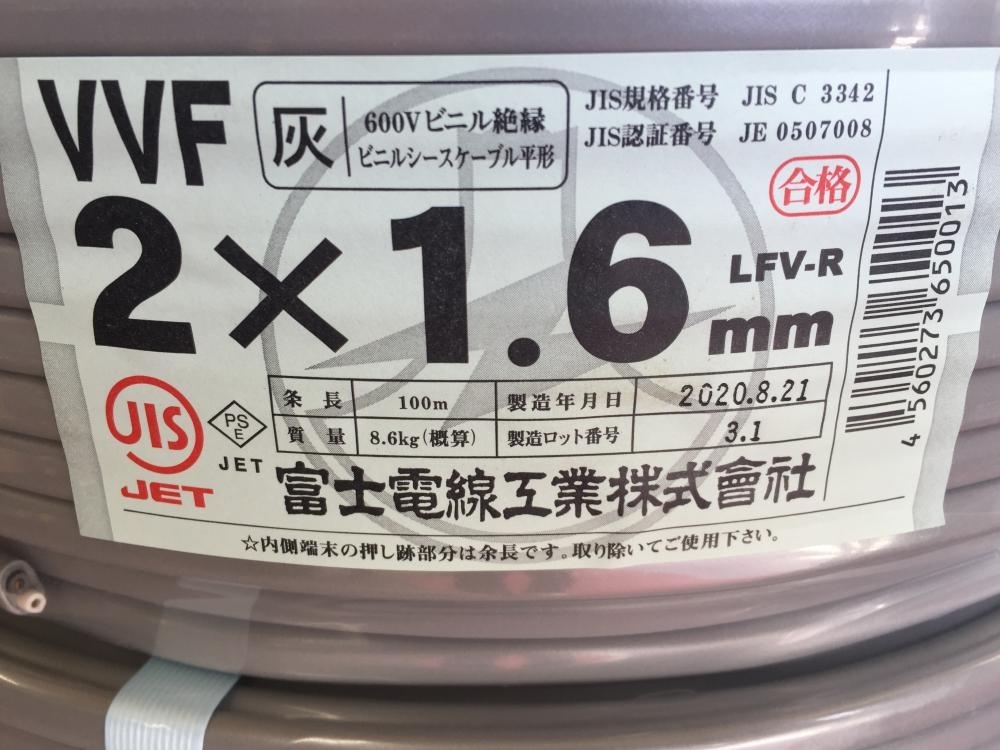 VVF
灰
600Vビニル絶縁
ビニルシースケーブル平形
JIS規格番号 JIS C 3342
JIS認証番号 JE 0507008
合格
2×1.6mm
LFV-R
条長 100m 製造年月日 2020.8.21
質量 8.6kg(概算) 製造ロット番号 3.1
JIS
JET
PS
E
JET
富士電線工業株式會社
☆内側端末の押し跡部分は余長です。取り除いてご使用下さい。
4560273650013